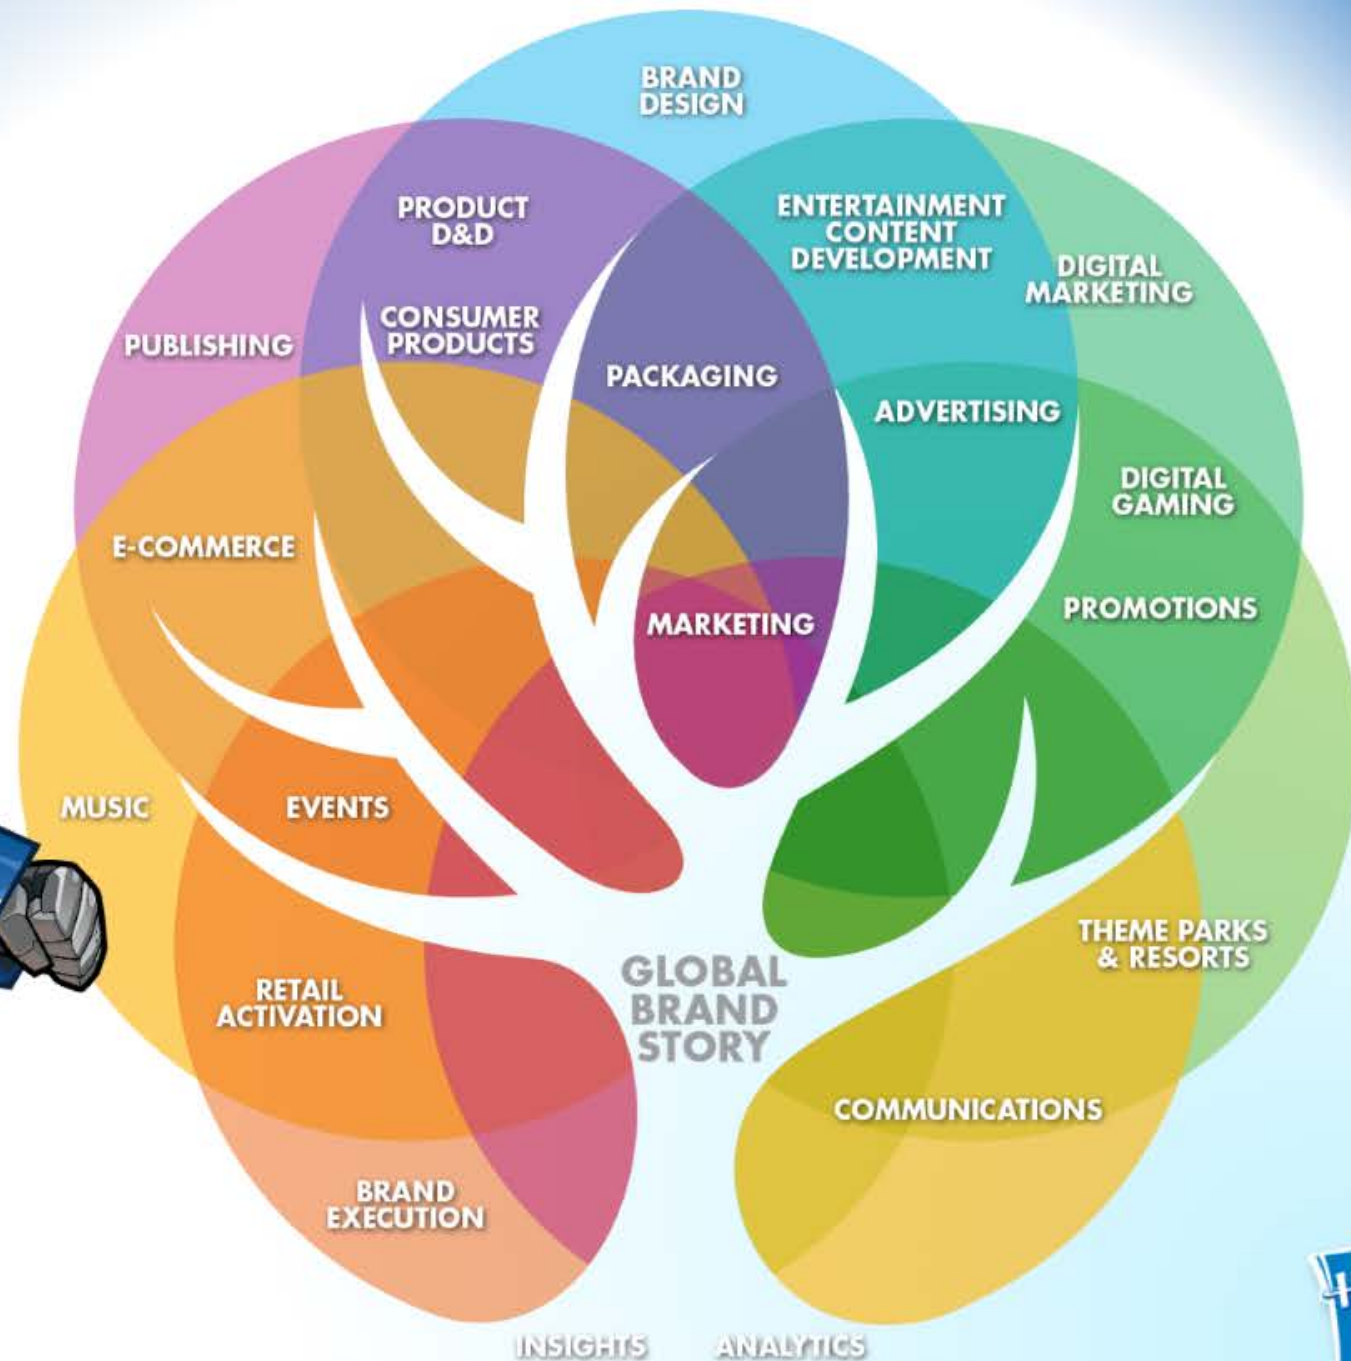 BRAND
DESIGN
PRODUCT
D&D
ENTERTAINMENT
CONTENT
DEVELOPMENT
DIGITAL
MARKETING
CONSUMER
PRODUCTS
PUBLISHING
PACKAGING
ADVERTISING
DIGITAL
GAMING
E-COMMERCE
PROMOTIONS
MARKETING
MUSIC
EVENTS
THEME PARKS
& RESORTS
GLOBAL
BRAND
STORY
RETAIL
ACTIVATION
COMMUNICATIONS
BRAND
EXECUTION
INSIGHTS
ANALYTICS